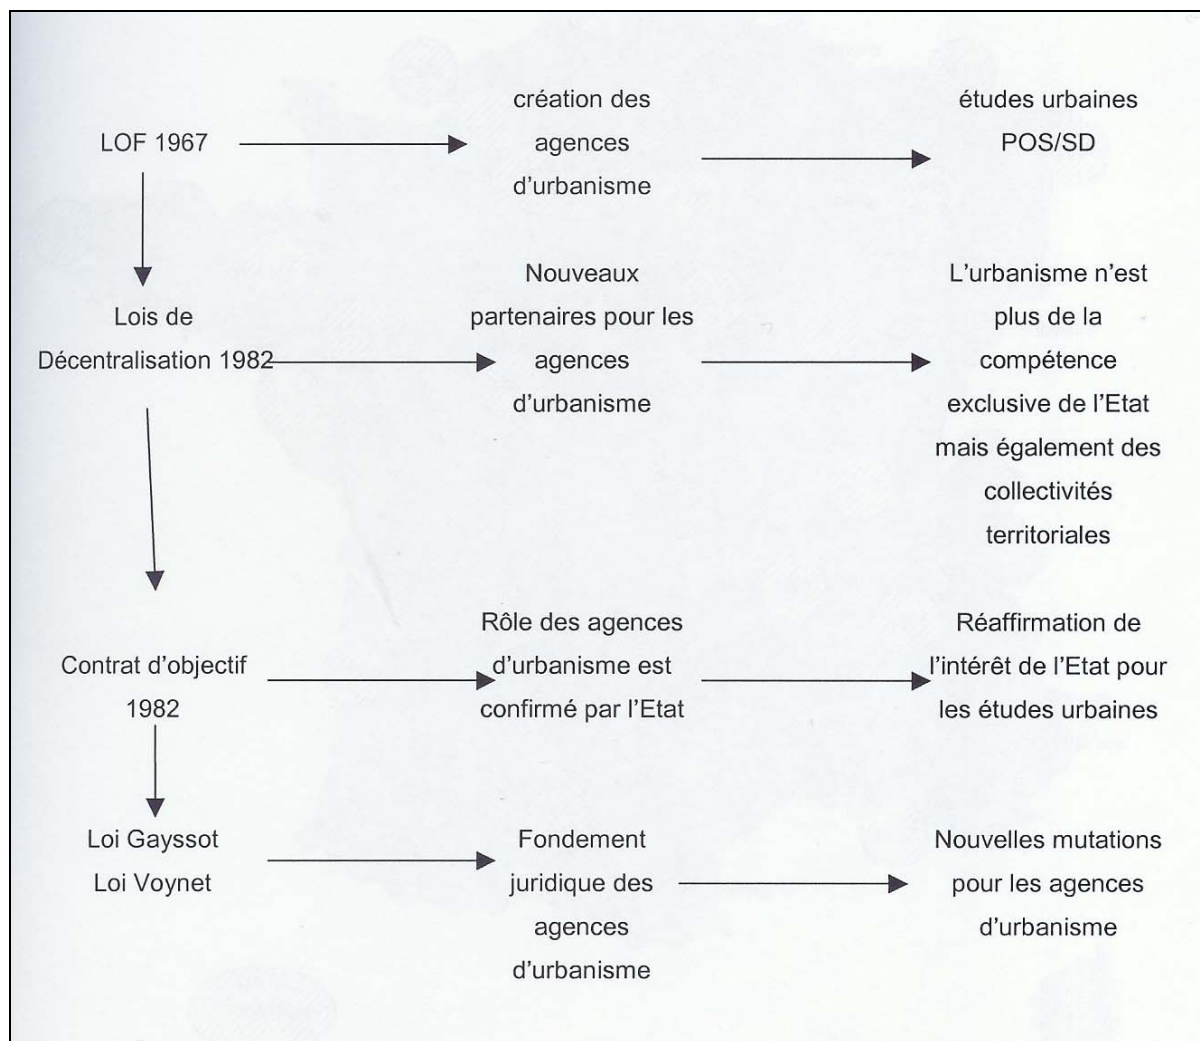 LOF 1967
création des
agences
d'urbanisme
études urbaines
POS/SD
Lois de
Décentralisation 1982
Nouveaux
partenaires pour les
agences
d'urbanisme
L'urbanisme n'est
plus de la
compétence
exclusive de l'Etat
mais également des
collectivités
territoriales
Contrat d'objectif
1982
Rôle des agences
d'urbanisme est
confirmé par l'Etat
Réaffirmation de
l'intérêt de l'Etat pour
les études urbaines
Loi Gayssot
Loi Voynet
Fondement
juridique des
agences
d'urbanisme
Nouvelles mutations
pour les agences
d'urbanisme